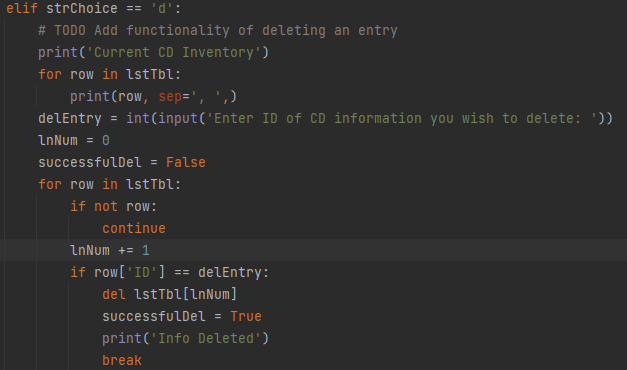 elif strChoice == 'd':
# TODO Add functionality of deleting an entry
print('Current CD Inventory')
for row in lstTbl:
print(row, sep=', ',)
delEntry = int(input('Enter ID of CD information you wish to delete: '))
lnNum = 0
successfulDel = False
for row in lstTbl:
if not row:
continue
lnNum += 1
if row['ID'] == delEntry:
del lstTbl[lnNum]
successfulDel = True
print('Info Deleted')
break